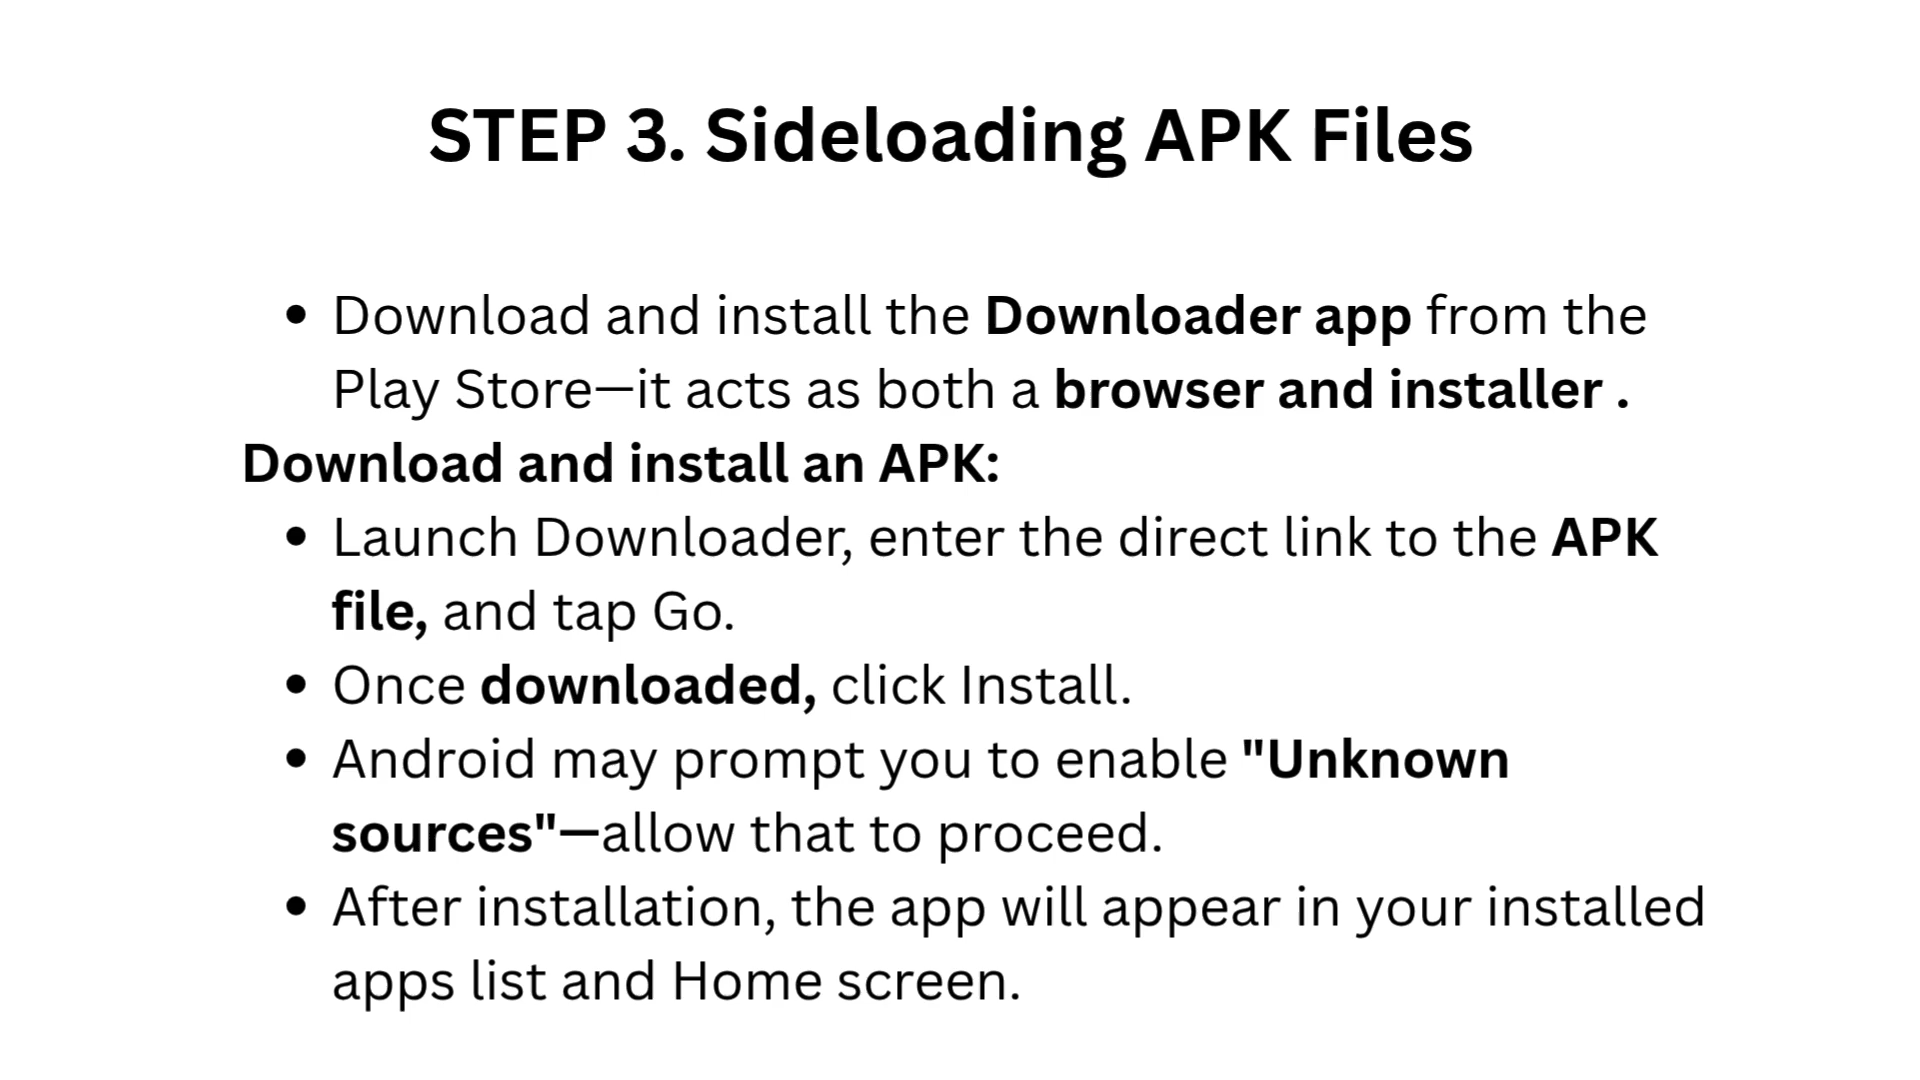 STEP 3. Sideloading APK Files
• Download and install the Downloader app from the
Play Store—it acts as both a browser and installer .
Download and install an APK:
• Launch Downloader, enter the direct link to the APK
file, and tap Go.
• Once downloaded, click Install.
• Android may prompt you to enable "Unknown
sources"—allow that to proceed.
• After installation, the app will appear in your installed
apps list and Home screen.